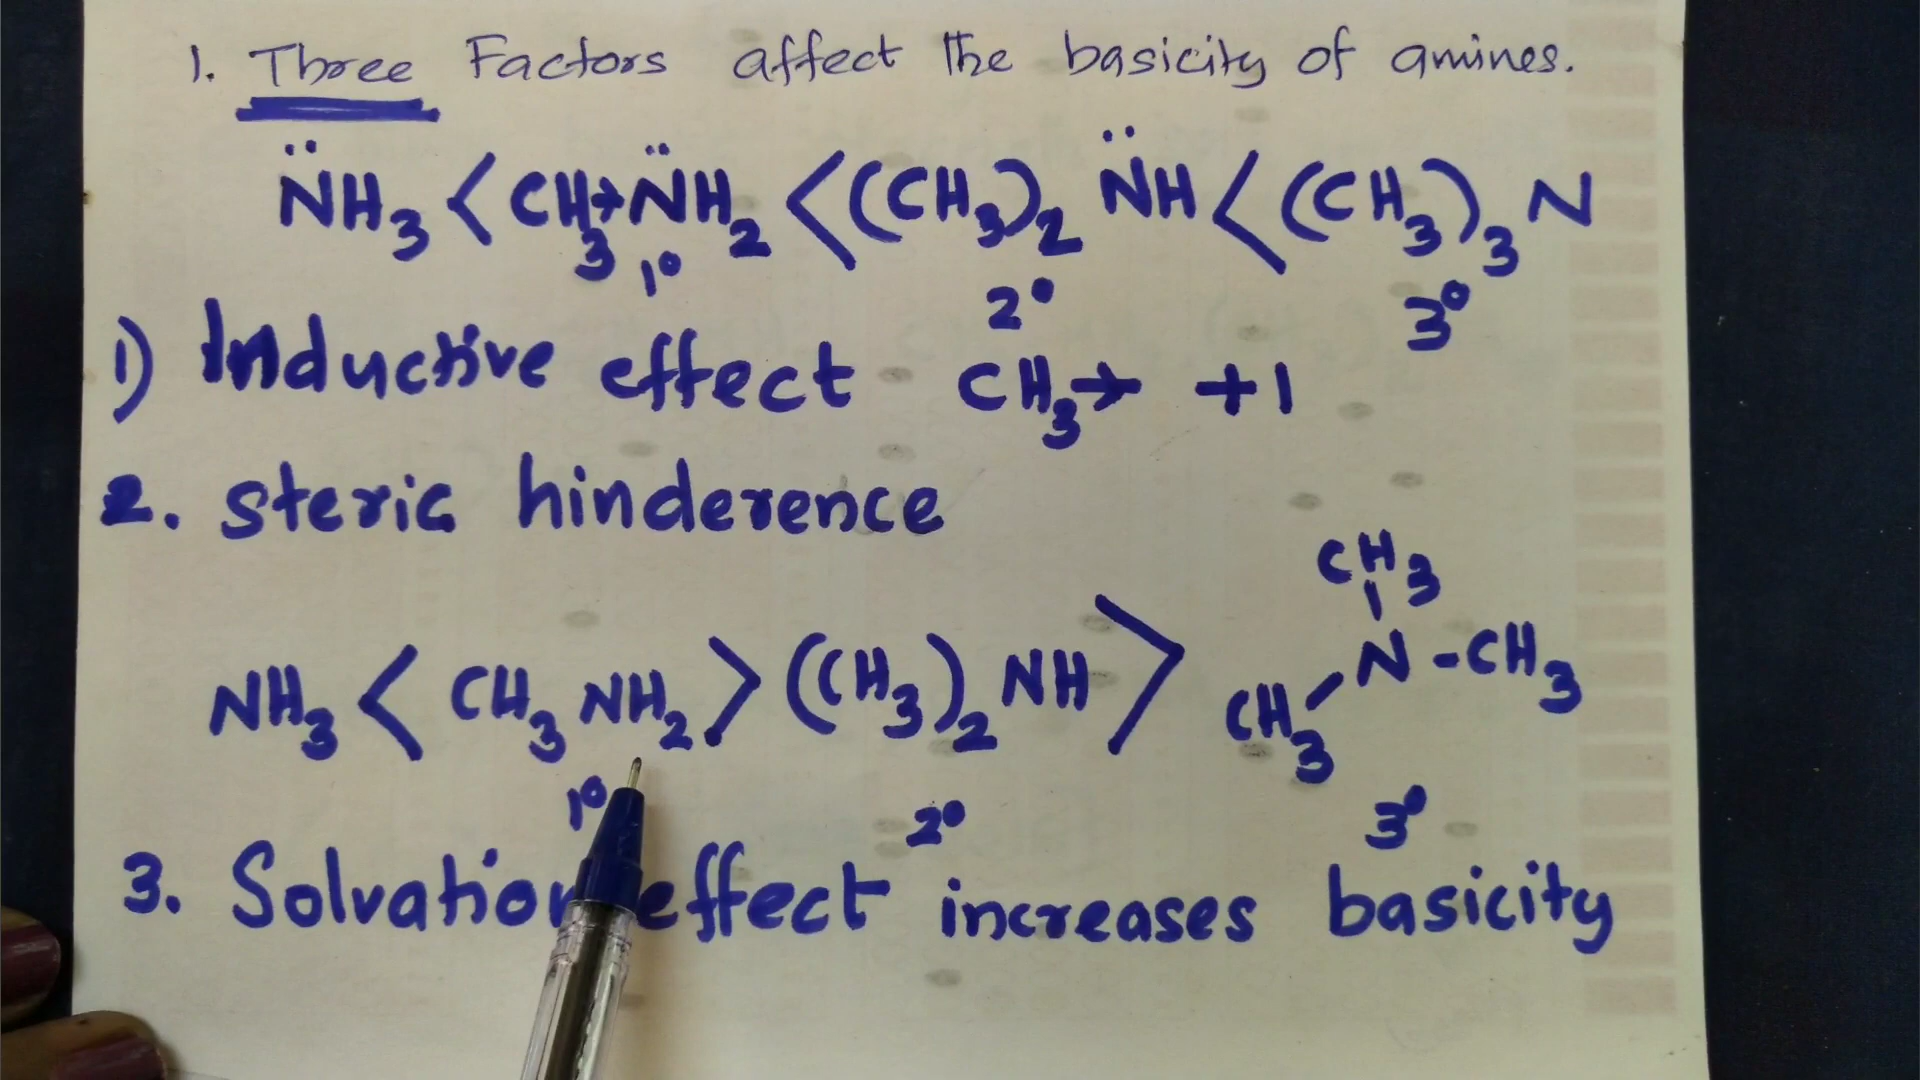 1. Three Factors affect the basicity of amines.
N̈H₃ < CH₃→N̈H₂ < (CH₃)₂ N̈H < (CH₃)₃ N
1° 2° 3°
1) Inductive effect CH₃→ +I
2. steric hinderence
CH₃
NH₃ < CH₃NH₂ > (CH₃)₂NH > CH₃-N-CH₃
1° 2° 3°
3. Solvation effect increases basicity